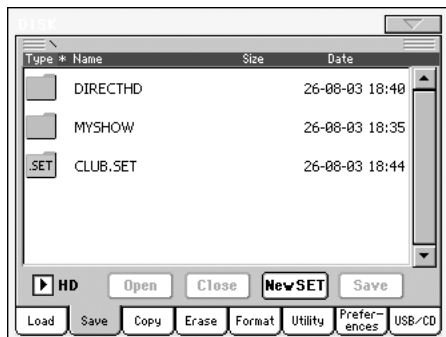 DISK
Type * Name Size Date
DIRECTHD 26-08-03 18:40
MYSHOW 26-08-03 18:35
.SET CLUB.SET 26-08-03 18:44
HD Open Close New SET Save
Load Save Copy Erase Format Utility Prefer-ences USB/CD